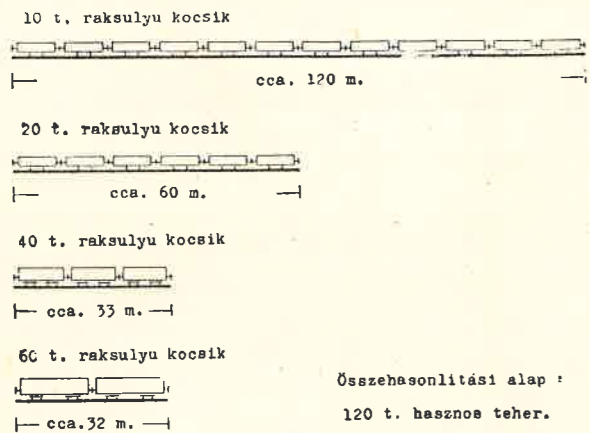 10 t. raksulyu kocsik
cca. 120 m.
20 t. raksulyu kocsik
cca. 60 m.
40 t. raksulyu kocsik
cca. 33 m.
60 t. raksulyu kocsik
cca.32 m.
Összehasonlitási alap :
120 t. hasznos teher.